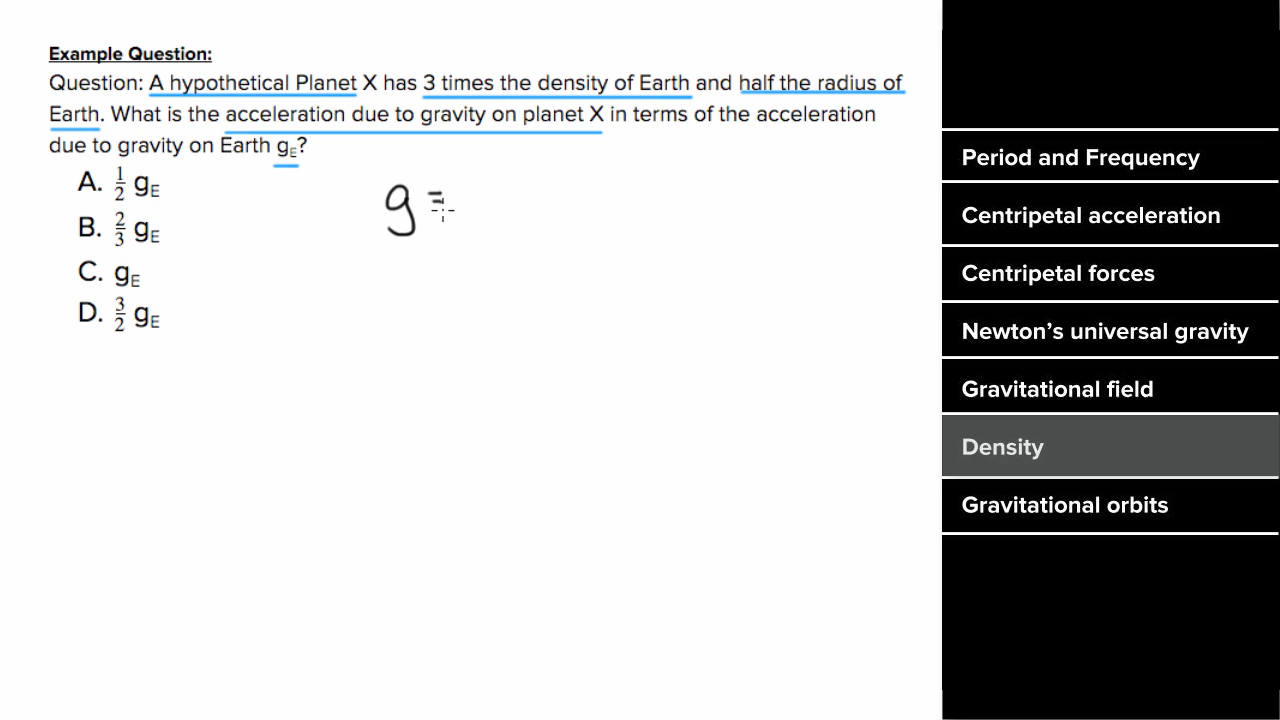 Example Question:
Question: A hypothetical Planet X has 3 times the density of Earth and half the radius of
Earth. What is the acceleration due to gravity on planet X in terms of the acceleration
due to gravity on Earth gE?
A. 1/2 gE
B. 2/3 gE
C. gE
D. 3/2 gE
g =
Period and Frequency
Centripetal acceleration
Centripetal forces
Newton’s universal gravity
Gravitational field
Density
Gravitational orbits